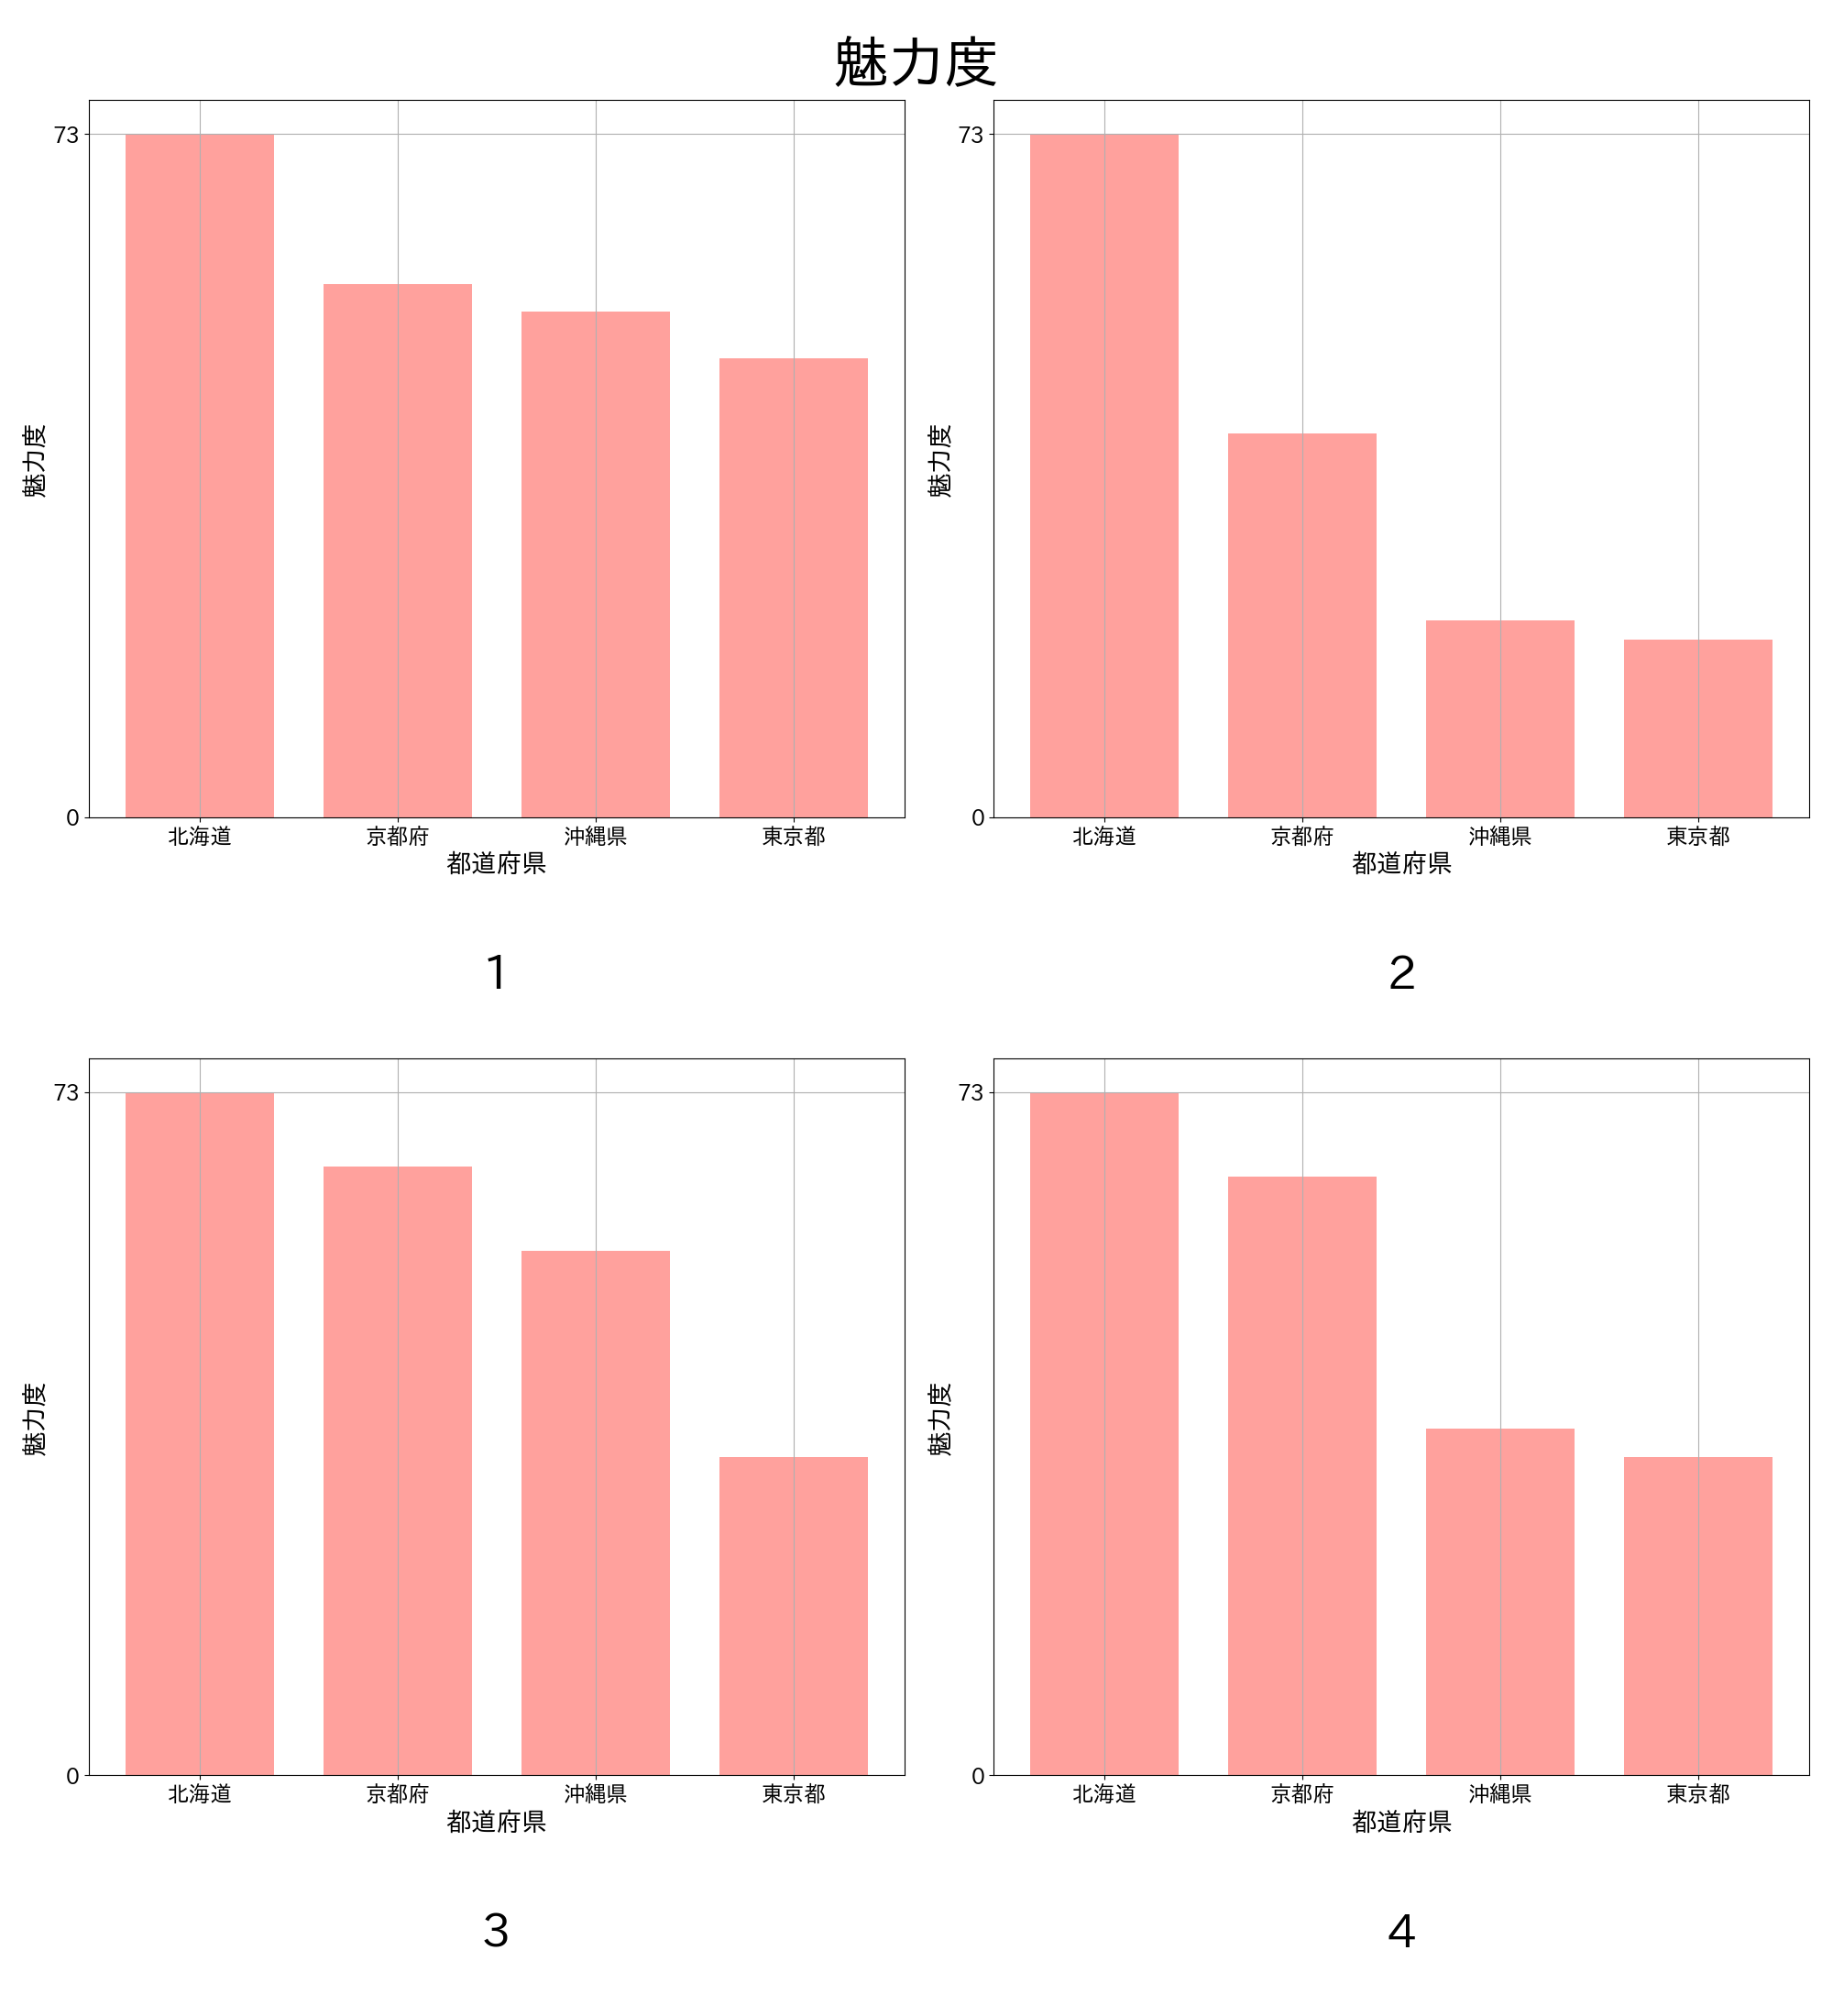 魅力度
73
73
魅力度
魅力度
0
0
北海道 京都府 沖縄県 東京都
北海道 京都府 沖縄県 東京都
都道府県
都道府県
1
2
73
73
魅力度
魅力度
0
0
北海道 京都府 沖縄県 東京都
北海道 京都府 沖縄県 東京都
都道府県
都道府県
3
4